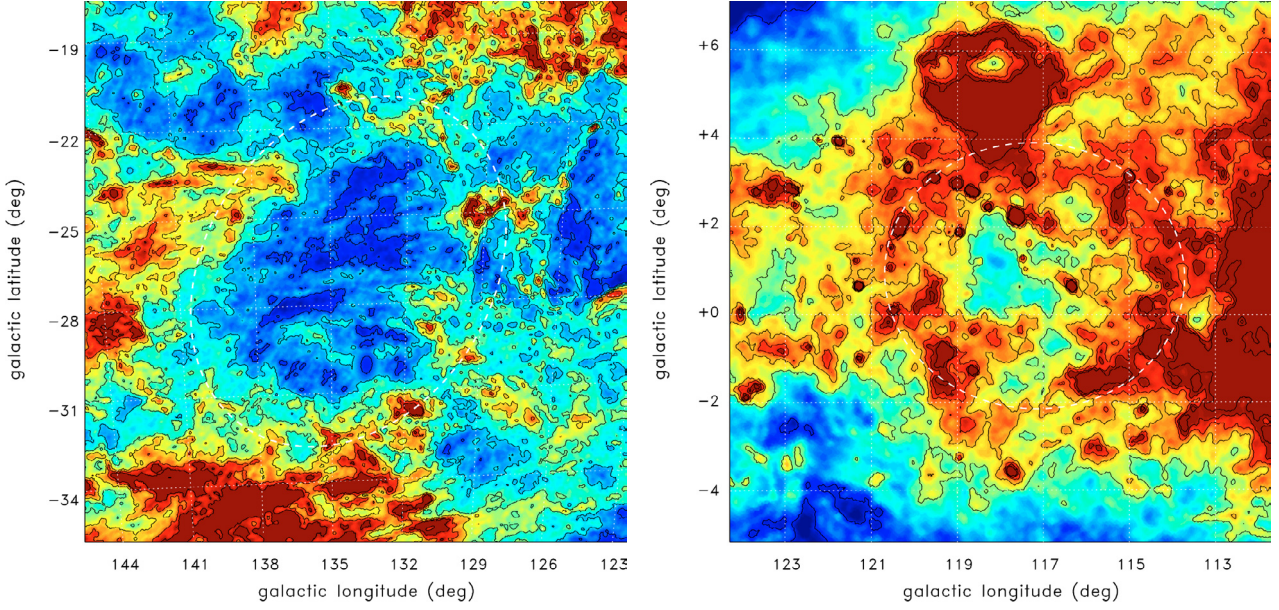 -19
-22
-25
-28
-31
-34
galactic latitude (deg)
144 141 138 135 132 129 126 123
galactic longitude (deg)
+6
+4
+2
+0
-2
-4
galactic latitude (deg)
123 121 119 117 115 113
galactic longitude (deg)